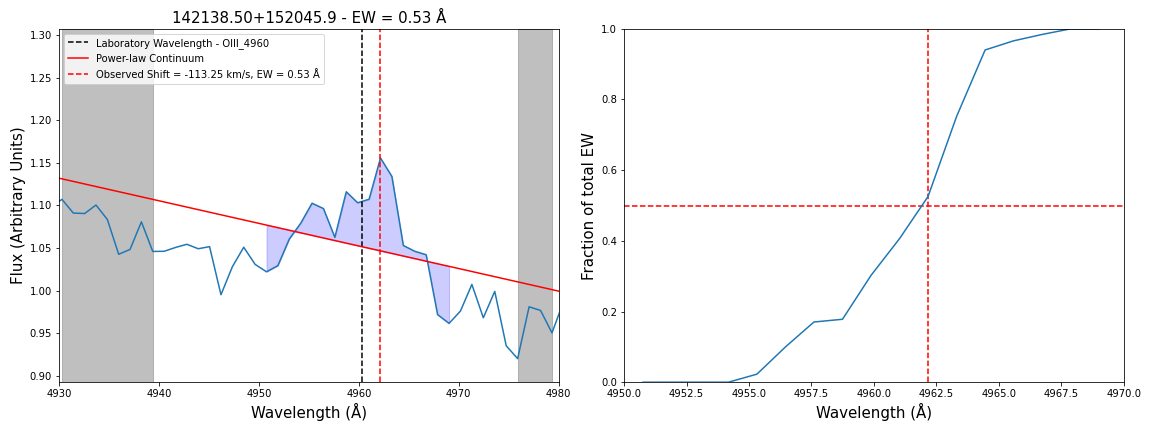 142138.50+152045.9 - EW = 0.53 Å
Laboratory Wavelength - OIII_4960
Power-law Continuum
Observed Shift = -113.25 km/s, EW = 0.53 Å
Flux (Arbitrary Units)
1.30
1.25
1.20
1.15
1.10
1.05
1.00
0.95
0.90
4930 4940 4950 4960 4970 4980
Wavelength (Å)
Fraction of total EW
1.0
0.8
0.6
0.4
0.2
0.0
4950.0 4952.5 4955.0 4957.5 4960.0 4962.5 4965.0 4967.5 4970.0
Wavelength (Å)